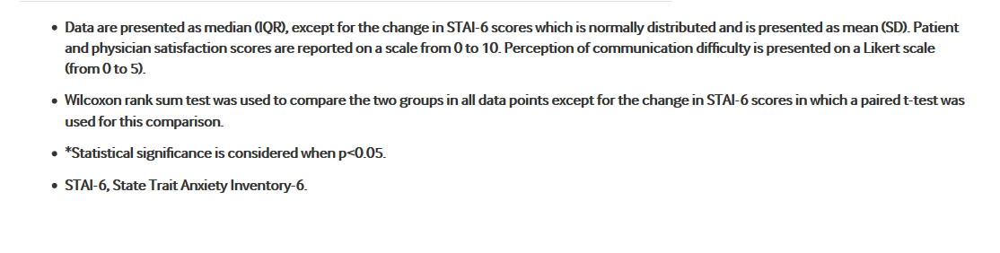 • Data are presented as median (IQR), except for the change in STAI-6 scores which is normally distributed and is presented as mean (SD). Patient
and physician satisfaction scores are reported on a scale from 0 to 10. Perception of communication difficulty is presented on a Likert scale
(from 0 to 5).
• Wilcoxon rank sum test was used to compare the two groups in all data points except for the change in STAI-6 scores in which a paired t-test was
used for this comparison.
• *Statistical significance is considered when p<0.05.
• STAI-6, State Trait Anxiety Inventory-6.